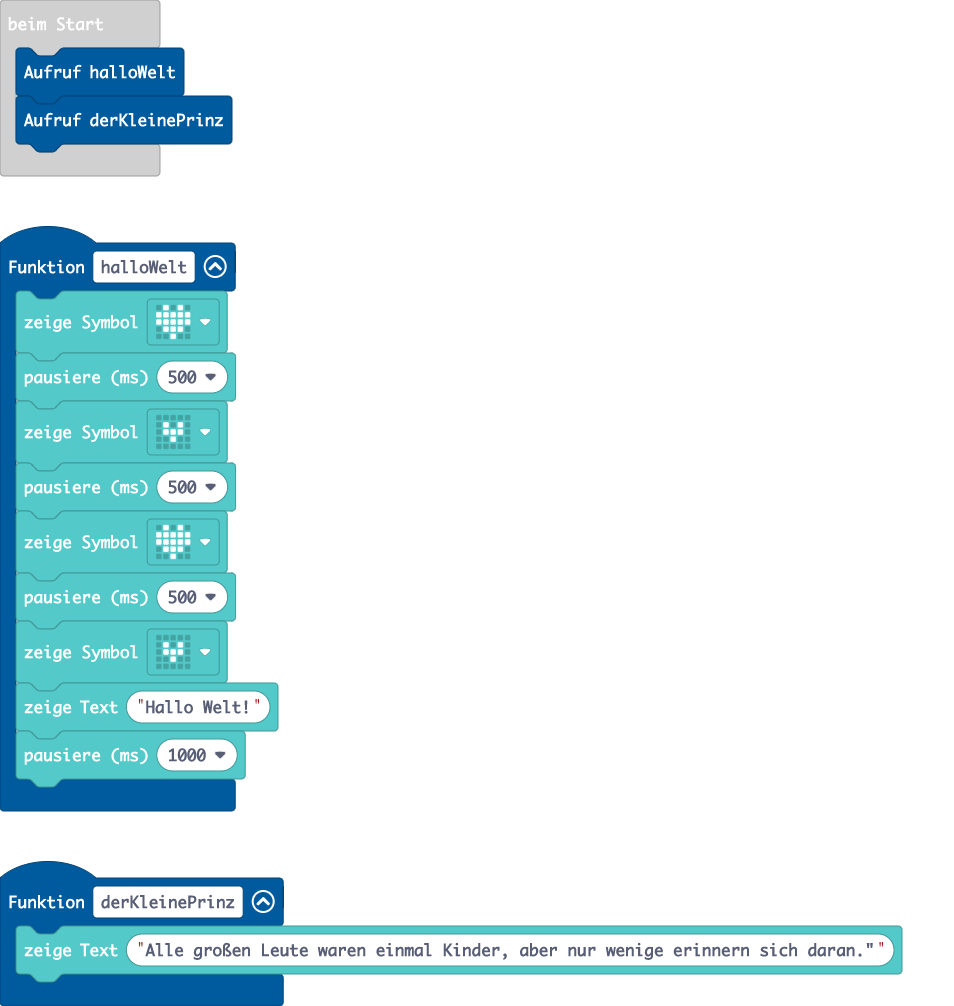 beim Start
Aufruf halloWelt
Aufruf derKleinePrinz
Funktion halloWelt
zeige Symbol
pausiere (ms) 500
zeige Symbol
pausiere (ms) 500
zeige Symbol
pausiere (ms) 500
zeige Symbol
zeige Text "Hallo Welt!"
pausiere (ms) 1000
Funktion derKleinePrinz
zeige Text "Alle großen Leute waren einmal Kinder, aber nur wenige erinnern sich daran.""